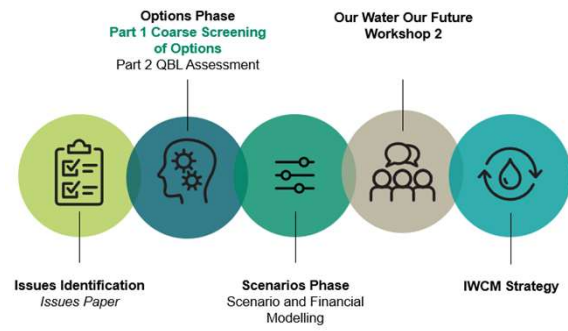 Options Phase
Part 1 Coarse Screening
of Options
Part 2 QBL Assessment
Our Water Our Future
Workshop 2
Issues Identification
Issues Paper
Scenarios Phase
Scenario and Financial
Modelling
IWCM Strategy